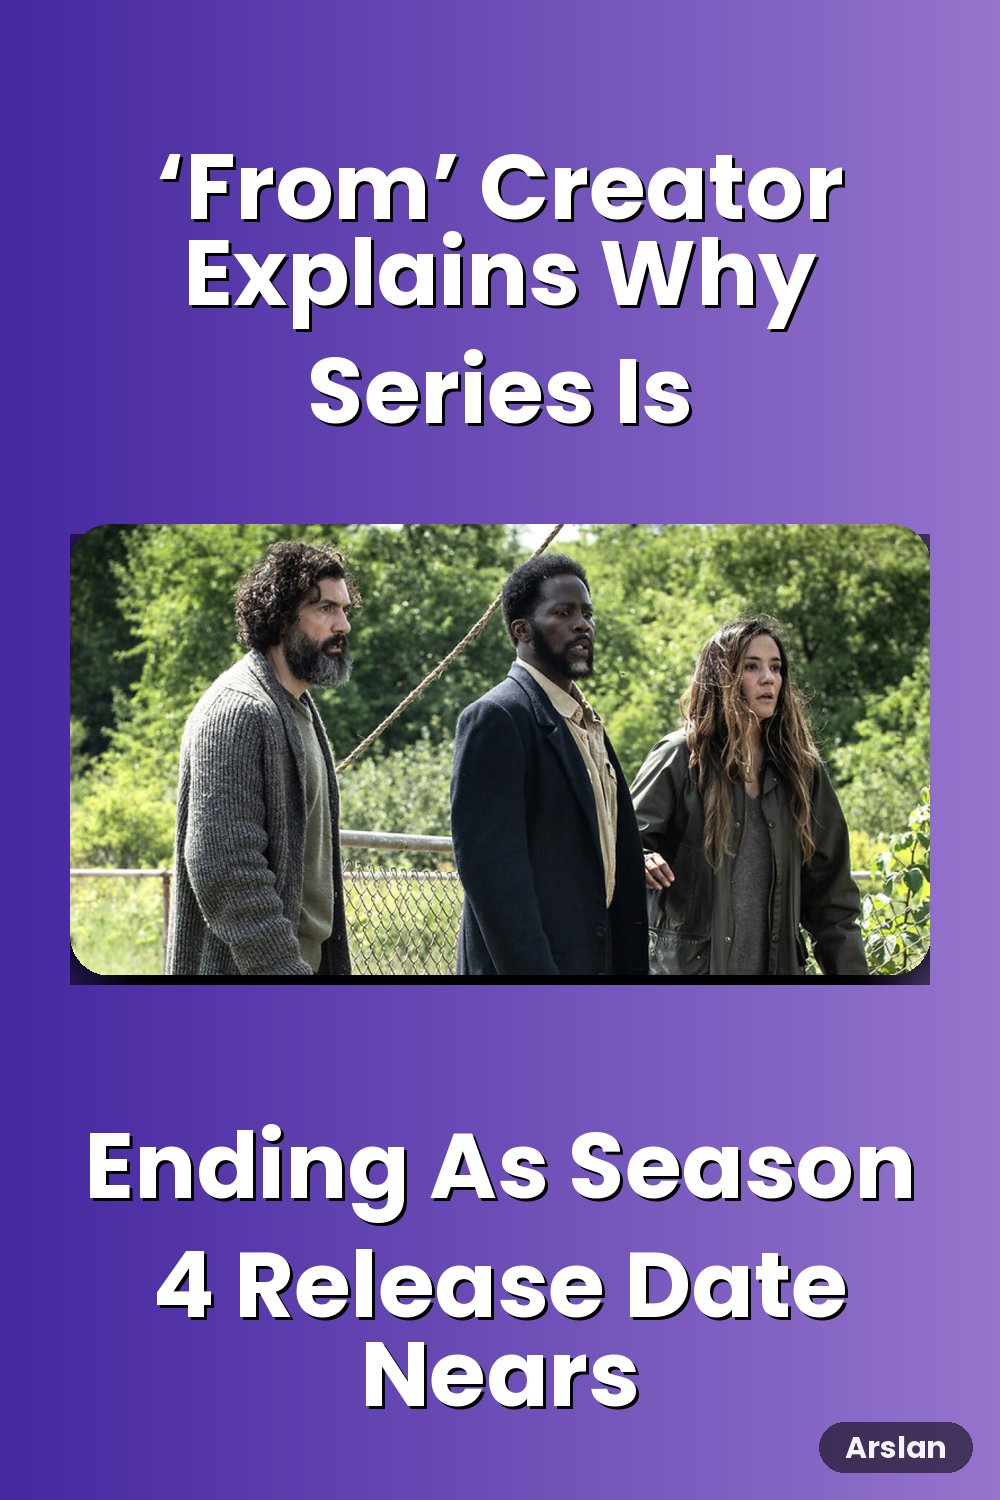 ‘From’ Creator
Explains Why
Series Is
Ending As Season
4 Release Date
Nears
Arslan